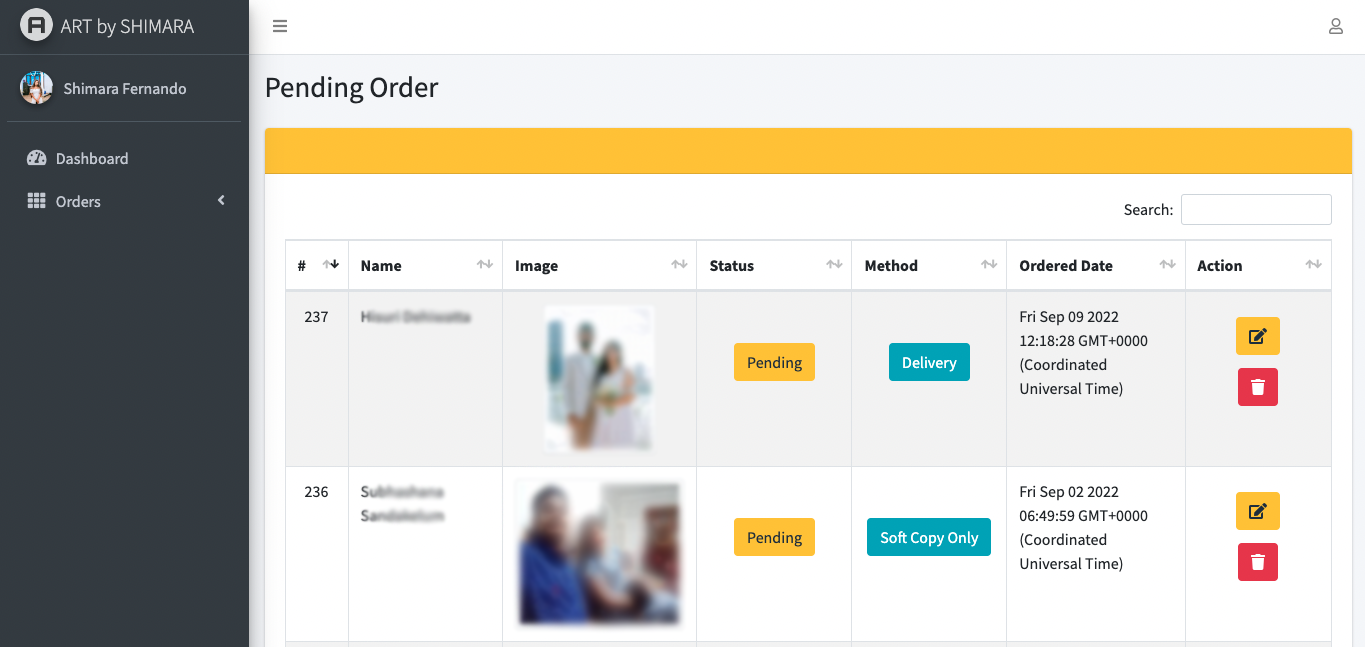 ART by SHIMARA
Shimara Fernando
Dashboard
Orders
Pending Order
Search:
# Name Image Status Method Ordered Date Action
237 Pending Delivery Fri Sep 09 2022
12:18:28 GMT+0000
(Coordinated
Universal Time)
236 Pending Soft Copy Only Fri Sep 02 2022
06:49:59 GMT+0000
(Coordinated
Universal Time)